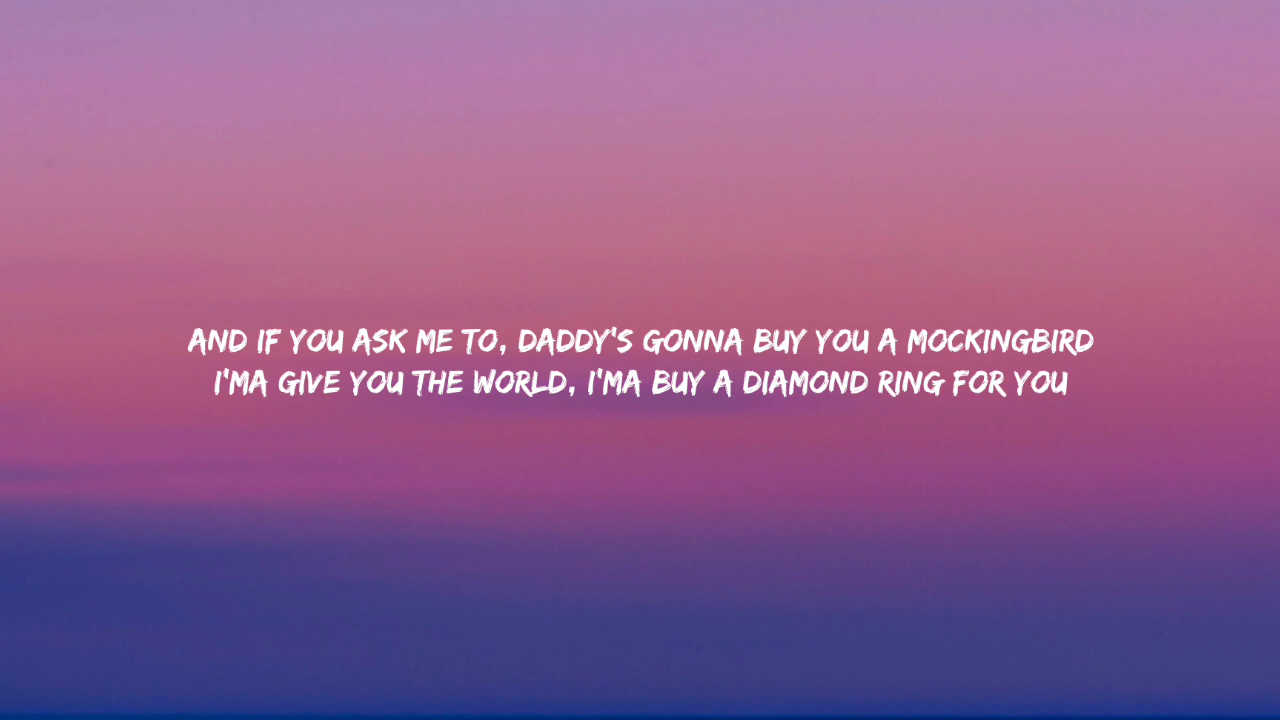 AND IF YOU ASK ME TO, DADDY'S GONNA BUY YOU A MOCKINGBIRD
I'MA GIVE YOU THE WORLD, I'MA BUY A DIAMOND RING FOR YOU